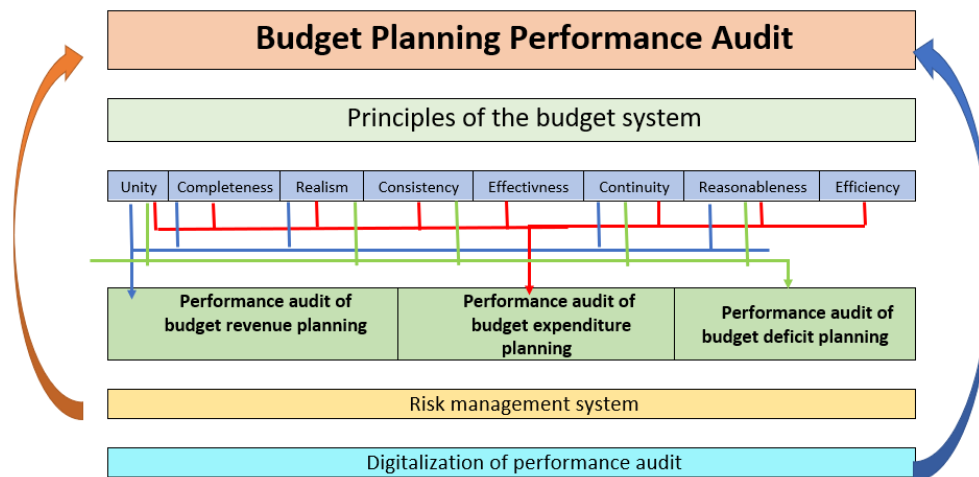 Budget Planning Performance Audit
Principles of the budget system
Unity Completeness Realism Consistency Effectivness Continuity Reasonableness Efficiency
Performance audit of
budget revenue planning
Performance audit of
budget expenditure
planning
Performance audit of
budget deficit planning
Risk management system
Digitalization of performance audit